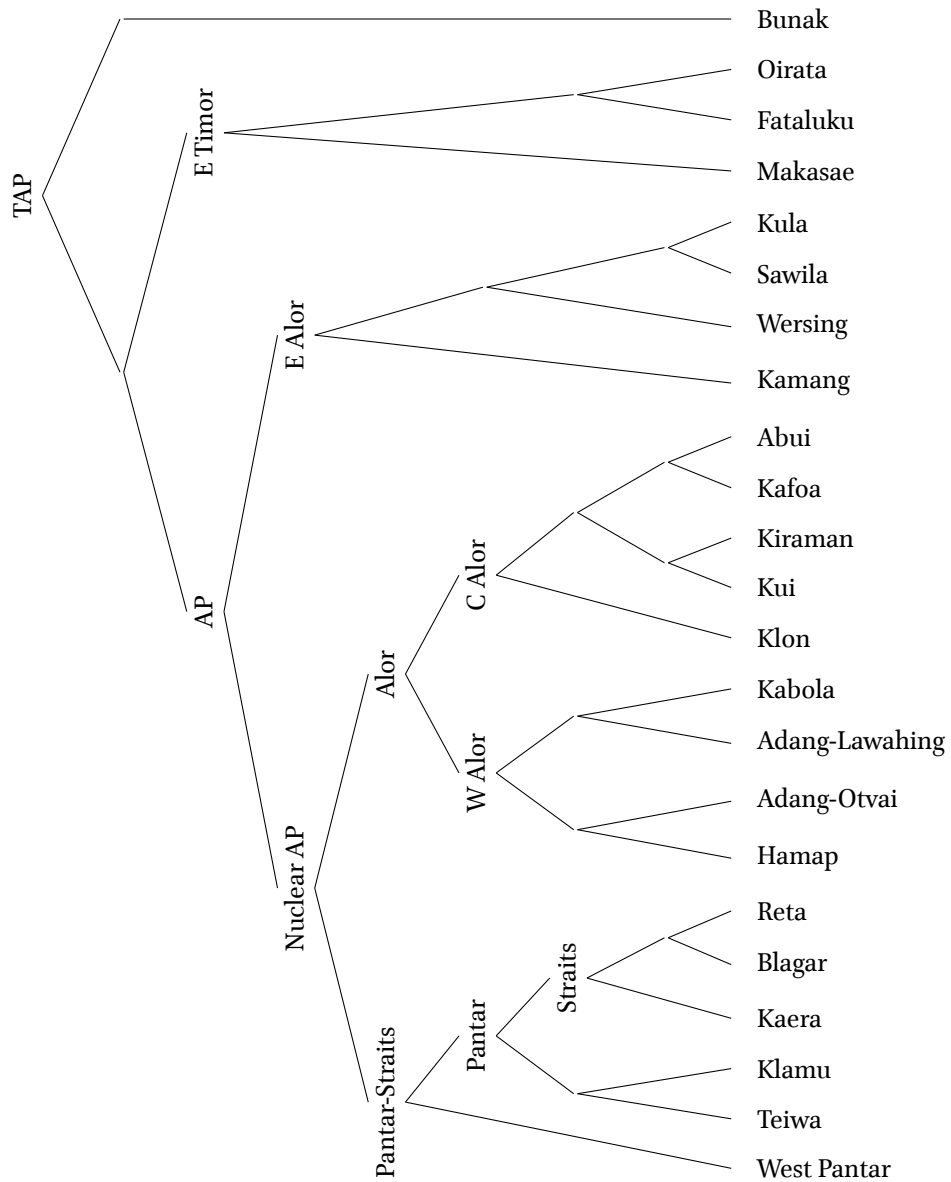 TAP
E Timor
AP
E Alor
Nuclear AP
Alor
Pantar-Straits
C Alor
W Alor
Pantar
Straits
Bunak
Oirata
Fataluku
Makasae
Kula
Sawila
Wersing
Kamang
Abui
Kafoa
Kiraman
Kui
Klon
Kabola
Adang-Lawahing
Adang-Otvai
Hamap
Reta
Blagar
Kaera
Klamu
Teiwa
West Pantar